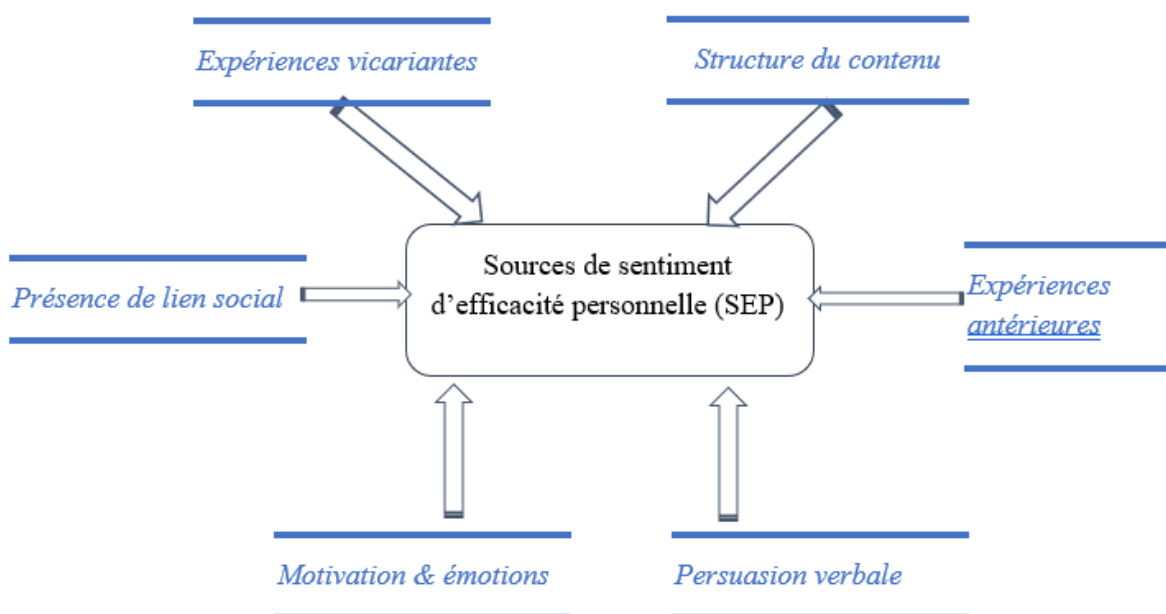 Expériences vicariantes
Structure du contenu
Sources de sentiment
d’efficacité personnelle (SEP)
Présence de lien social
Expériences
antérieures
Motivation & émotions
Persuasion verbale